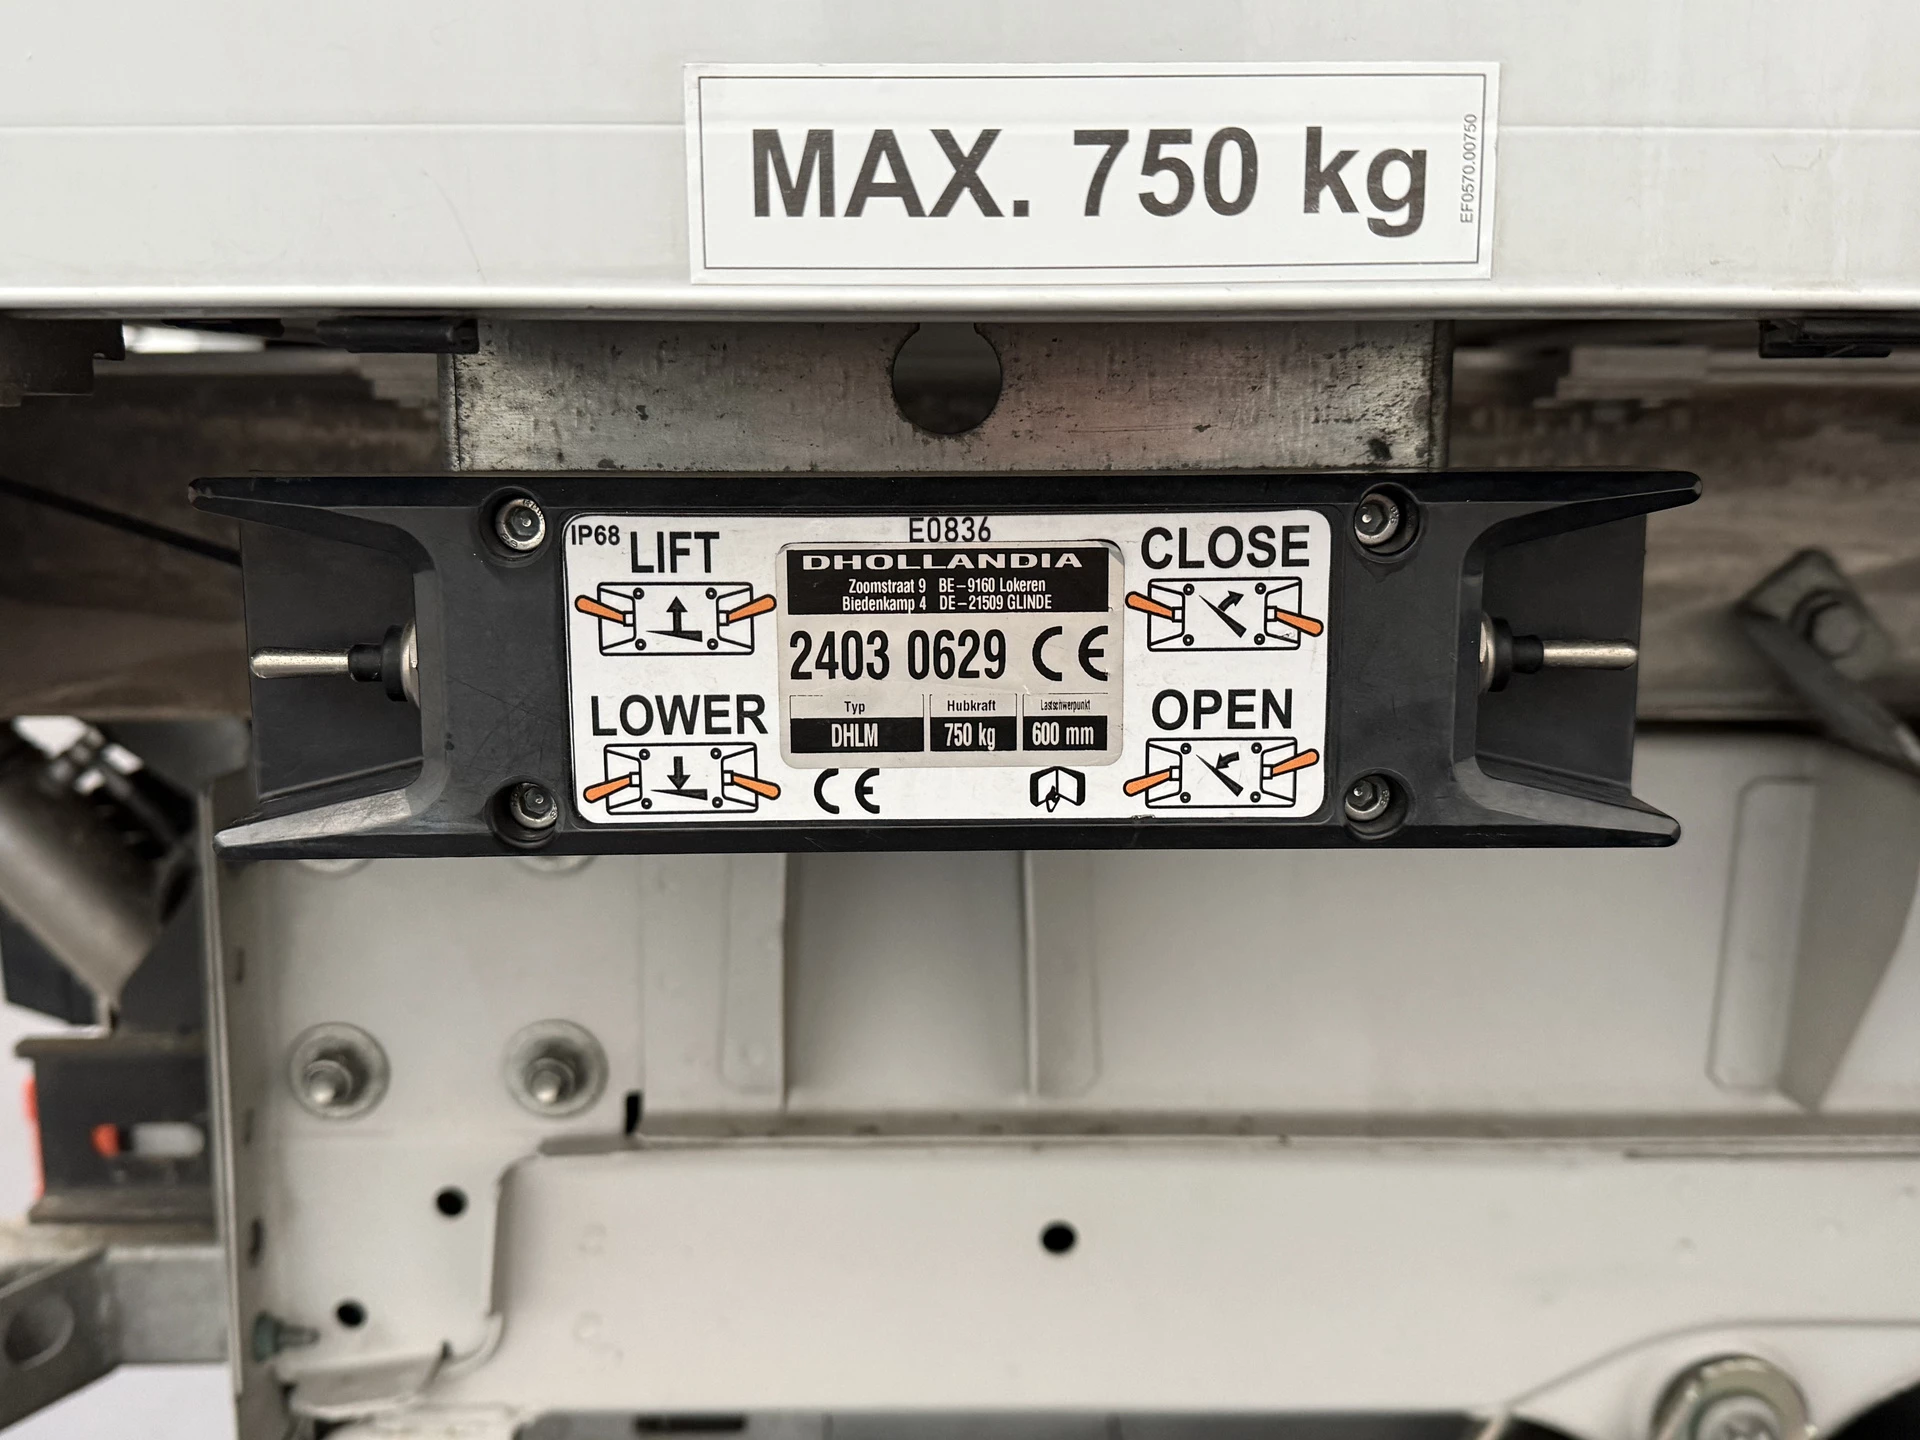 MAX. 750 kg
EF0570.00750
IP68
E0836
LIFT
CLOSE
DHOLLANDIA
Zoomstraat 9 BE-9160 Lokeren
Biedenkamp 4 DE-21509 GLINDE
2403 0629 CE
LOWER
OPEN
Typ Hubkraft Lastschwerpunkt
DHLM 750 kg 600 mm
CE